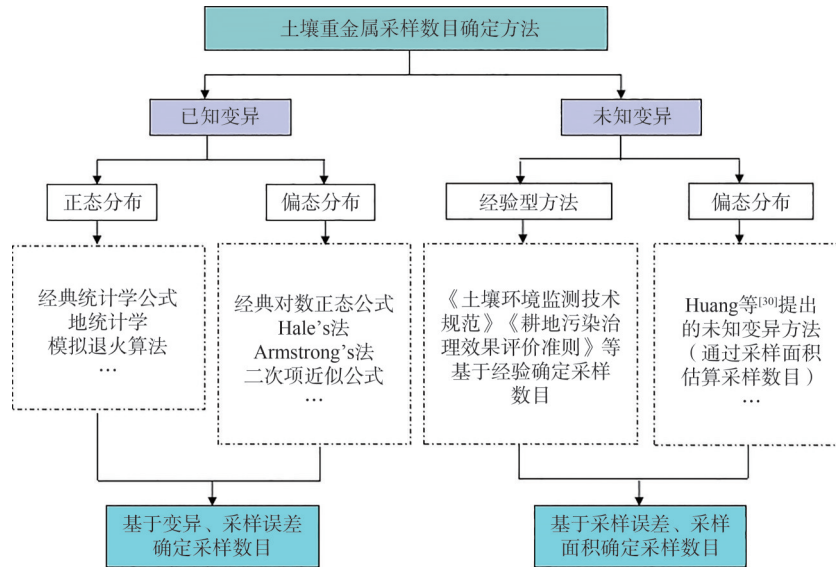 土壤重金属采样数目确定方法
已知变异
未知变异
正态分布
偏态分布
经验型方法
偏态分布
经典统计学公式
地统计学
模拟退火算法
…
经典对数正态公式
Hale's法
Armstrong's法
二次项近似公式
…
《土壤环境监测技术
规范》《耕地污染治
理效果评价准则》等
基于经验确定采样
数目
Huang等[30]提出
的未知变异方法
(通过采样面积
估算采样数目)
…
基于变异、采样误差
确定采样数目
基于采样误差、采样
面积确定采样数目